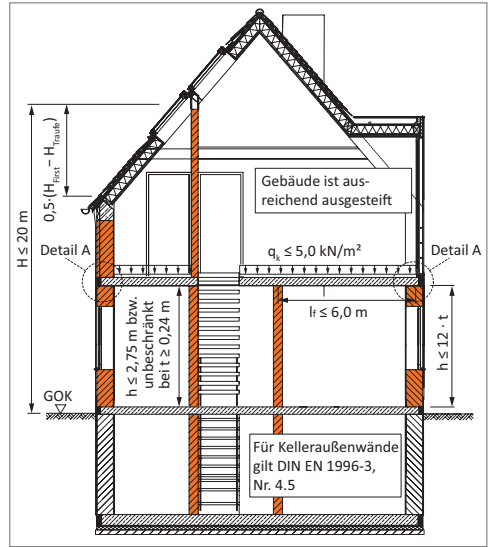 H ≤ 20 m
0,5·(H_First – H_Traufe)
Gebäude ist aus-
reichend ausgesteift
Detail A
q_k ≤ 5,0 kN/m²
Detail A
l_f ≤ 6,0 m
h ≤ 2,75 m bzw.
unbeschränkt
bei t ≥ 0,24 m
h ≤ 12 · t
GOK
Für Kelleraußenwände
gilt DIN EN 1996-3,
Nr. 4.5